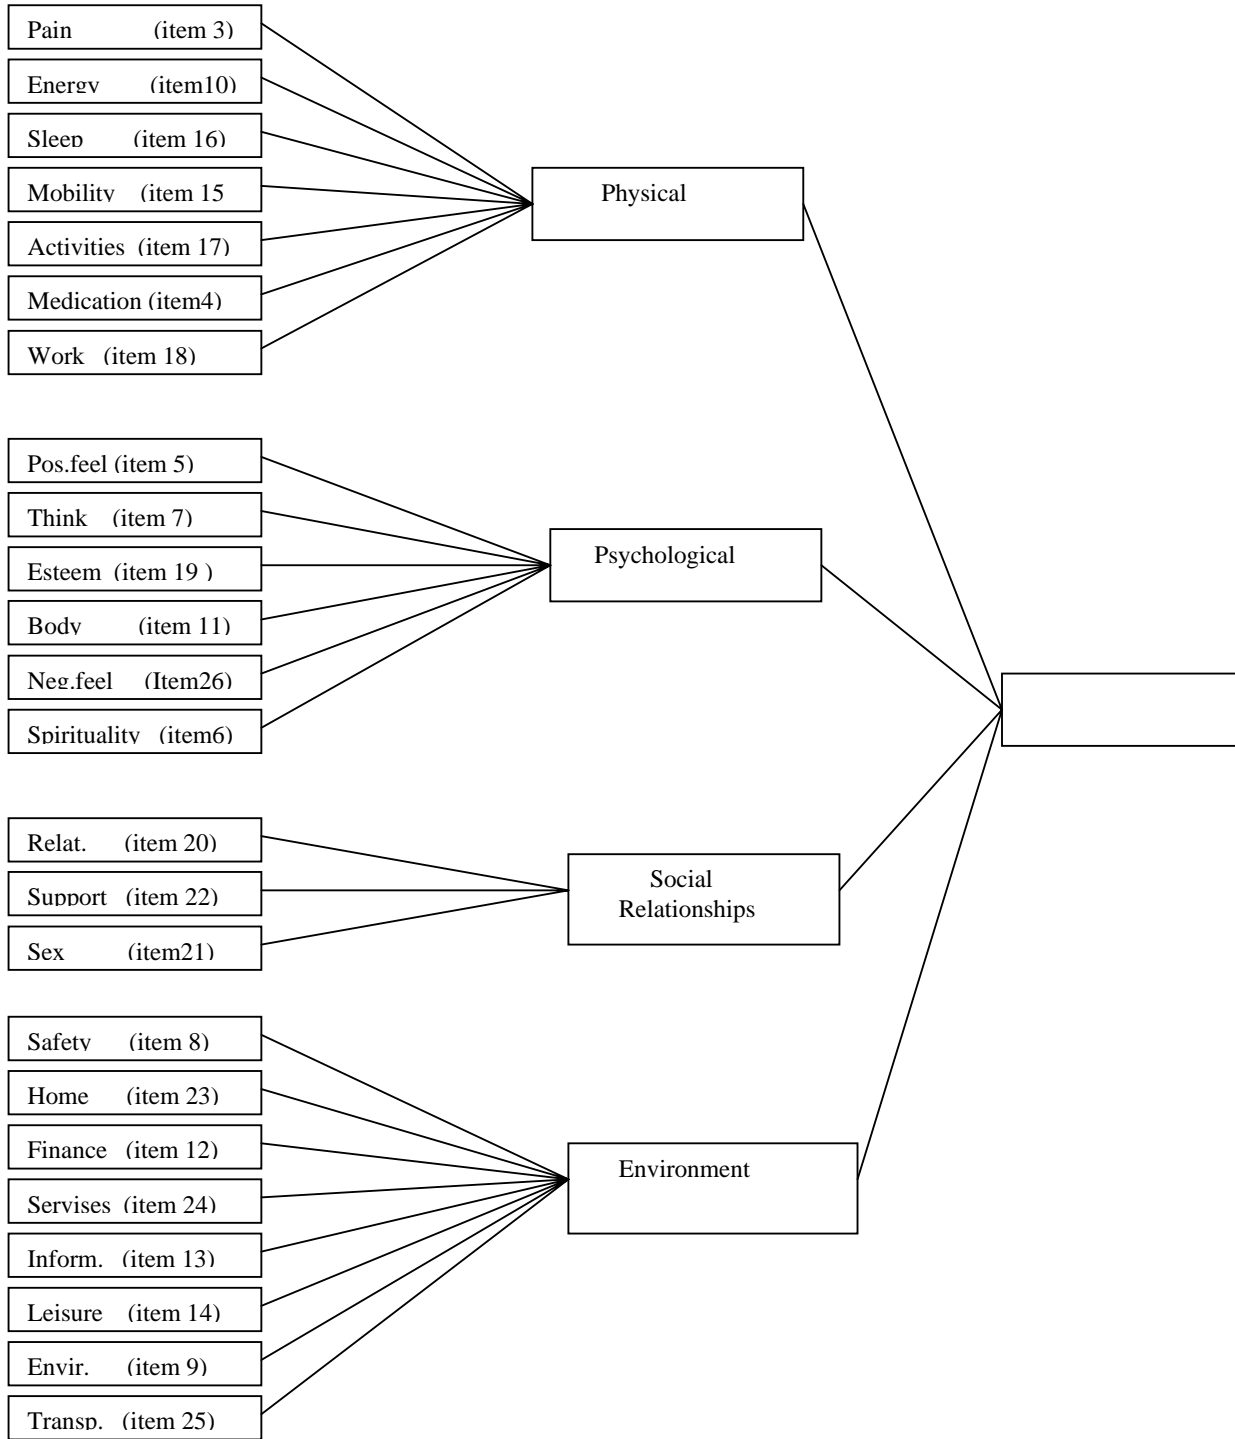 Pain (item 3)
Energy (item10)
Sleep (item 16)
Mobility (item 15
Activities (item 17)
Medication (item4)
Work (item 18)
Physical
Pos.feel (item 5)
Think (item 7)
Esteem (item 19 )
Body (item 11)
Neg.feel (Item26)
Spirituality (item6)
Psychological
Relat. (item 20)
Support (item 22)
Sex (item21)
Social
Relationships
Safety (item 8)
Home (item 23)
Finance (item 12)
Servises (item 24)
Inform. (item 13)
Leisure (item 14)
Envir. (item 9)
Transp. (item 25)
Environment